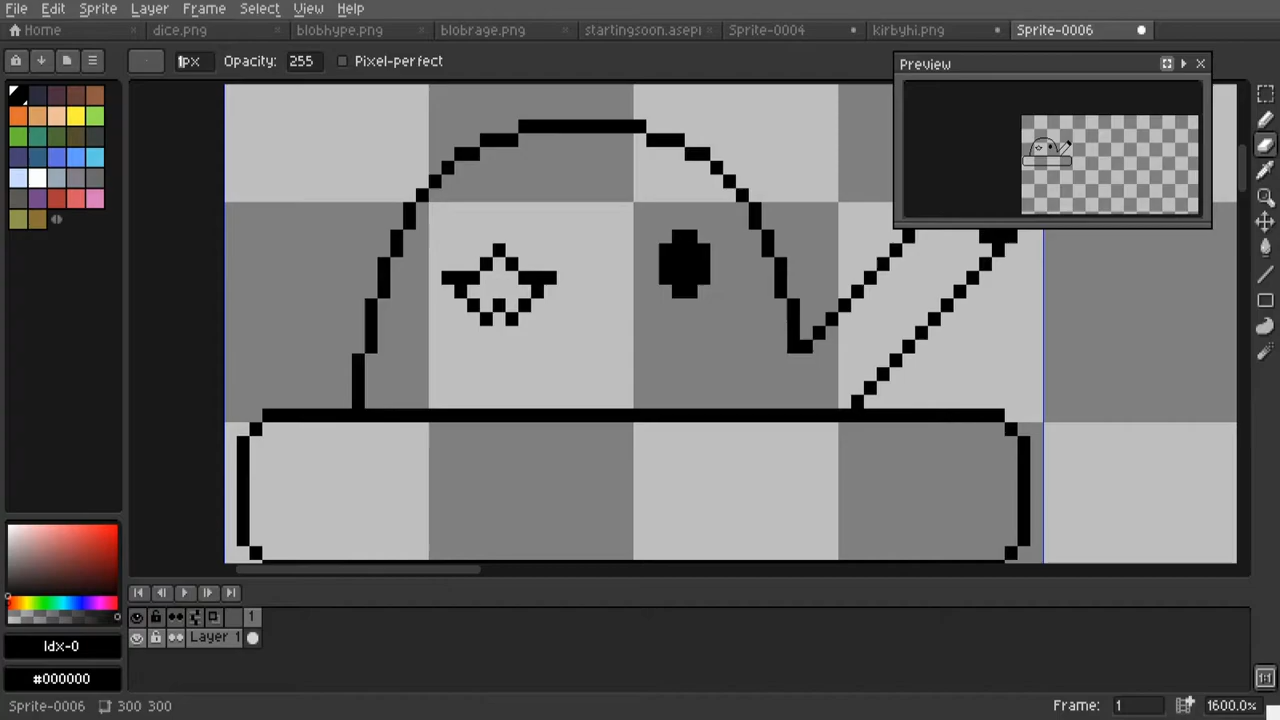 File Edit Sprite Layer Frame Select View Help
Home dice.png blobhype.png blobrage.png startingsoon.asepi Sprite-0004 kirbyhi.png Sprite-0006
1px Opacity: 255 Pixel-perfect
Preview
Idx-0
#000000
1
Layer 1
1:1
Sprite-0006 300 300 Frame: 1 1600.0%